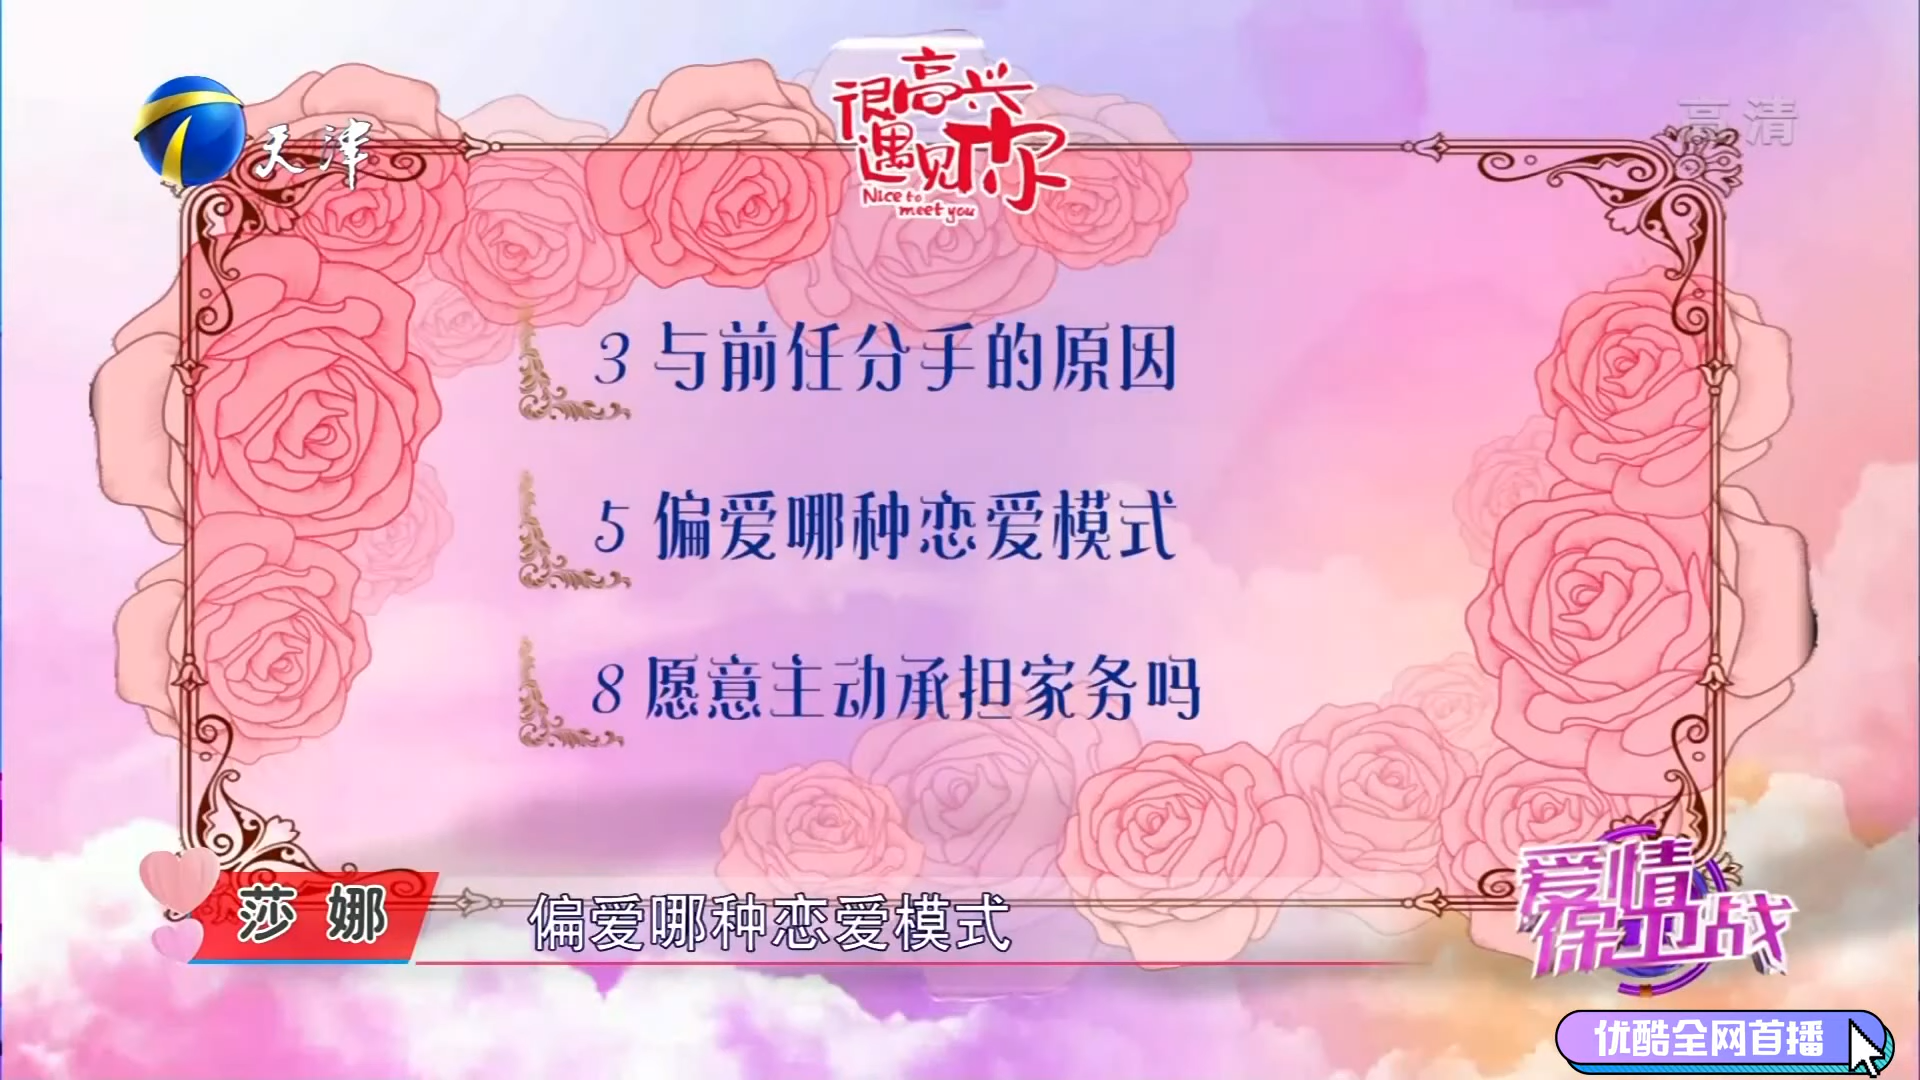 很高兴
遇见你
Nice to
meet you
天津
高清
3 与前任分手的原因
5 偏爱哪种恋爱模式
8 愿意主动承担家务吗
莎娜
偏爱哪种恋爱模式
爱情
保卫战
优酷全网首播